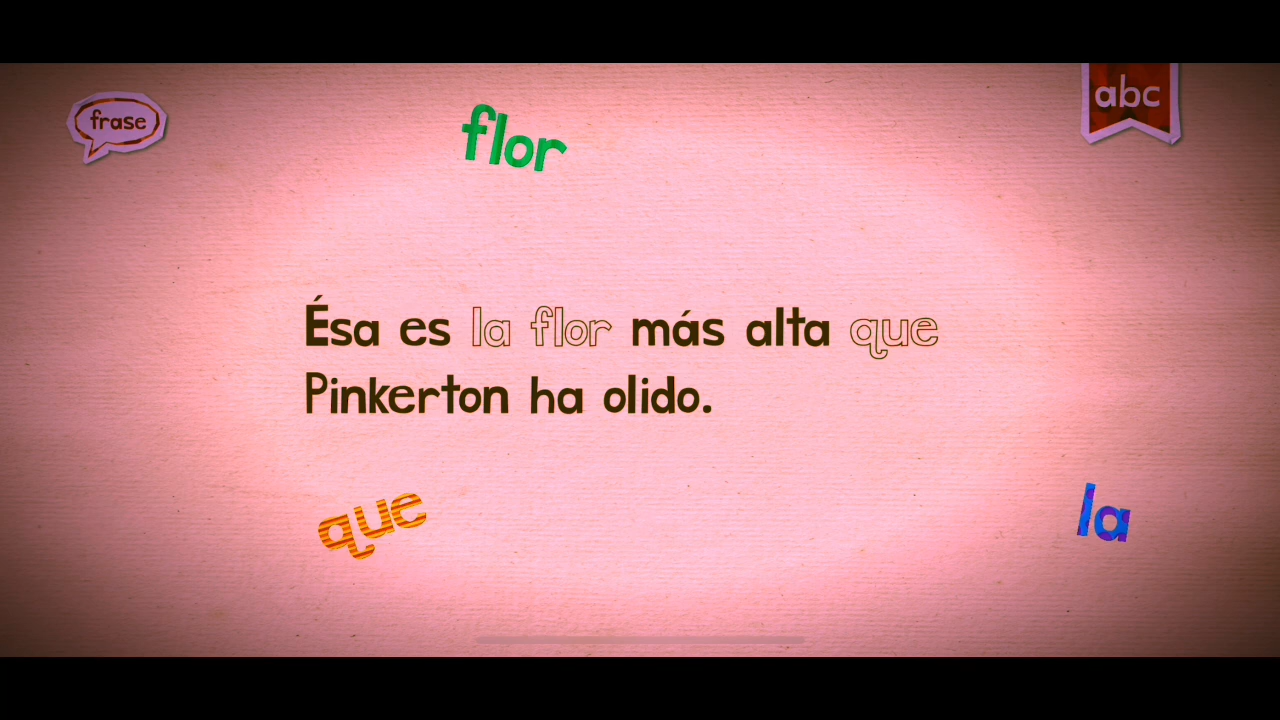 frase
abc
flor
Ésa es la flor más alta que
Pinkerton ha olido.
que
la